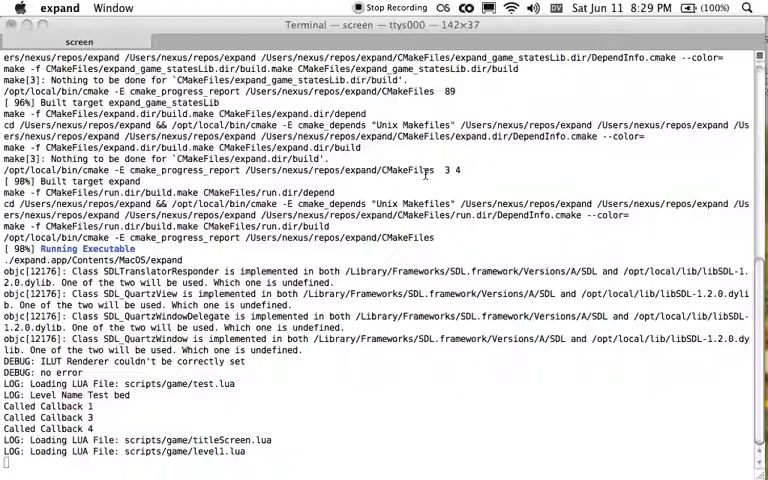 expand Window Stop Recording OS Sat Jun 11 8:29 PM (100%)
Terminal — screen — ttys000 — 142×37
screen
ers/nexus/repos/expand /Users/nexus/repos/expand /Users/nexus/repos/expand/CMakeFiles/expand_game_statesLib.dir/DependInfo.cmake --color=
make -f CMakeFiles/expand_game_statesLib.dir/build.make CMakeFiles/expand_game_statesLib.dir/build
make[3]: Nothing to be done for `CMakeFiles/expand_game_statesLib.dir/build'.
/opt/local/bin/cmake -E cmake_progress_report /Users/nexus/repos/expand/CMakeFiles 89
[ 96%] Built target expand_game_statesLib
make -f CMakeFiles/expand.dir/build.make CMakeFiles/expand.dir/depend
cd /Users/nexus/repos/expand && /opt/local/bin/cmake -E cmake_depends "Unix Makefiles" /Users/nexus/repos/expand /Users/nexus/repos/expand /Us
ers/nexus/repos/expand /Users/nexus/repos/expand /Users/nexus/repos/expand/CMakeFiles/expand.dir/DependInfo.cmake --color=
make -f CMakeFiles/expand.dir/build.make CMakeFiles/expand.dir/build
make[3]: Nothing to be done for `CMakeFiles/expand.dir/build'.
/opt/local/bin/cmake -E cmake_progress_report /Users/nexus/repos/expand/CMakeFiles 3 4
[ 98%] Built target expand
make -f CMakeFiles/run.dir/build.make CMakeFiles/run.dir/depend
cd /Users/nexus/repos/expand && /opt/local/bin/cmake -E cmake_depends "Unix Makefiles" /Users/nexus/repos/expand /Users/nexus/repos/expand /Us
ers/nexus/repos/expand /Users/nexus/repos/expand /Users/nexus/repos/expand/CMakeFiles/run.dir/DependInfo.cmake --color=
make -f CMakeFiles/run.dir/build.make CMakeFiles/run.dir/build
/opt/local/bin/cmake -E cmake_progress_report /Users/nexus/repos/expand/CMakeFiles
[ 98%] Running Executable
./expand.app/Contents/MacOS/expand
objc[12176]: Class SDLTranslatorResponder is implemented in both /Library/Frameworks/SDL.framework/Versions/A/SDL and /opt/local/lib/libSDL-1.
2.0.dylib. One of the two will be used. Which one is undefined.
objc[12176]: Class SDL_QuartzView is implemented in both /Library/Frameworks/SDL.framework/Versions/A/SDL and /opt/local/lib/libSDL-1.2.0.dyli
b. One of the two will be used. Which one is undefined.
objc[12176]: Class SDL_QuartzWindowDelegate is implemented in both /Library/Frameworks/SDL.framework/Versions/A/SDL and /opt/local/lib/libSDL-
1.2.0.dylib. One of the two will be used. Which one is undefined.
objc[12176]: Class SDL_QuartzWindow is implemented in both /Library/Frameworks/SDL.framework/Versions/A/SDL and /opt/local/lib/libSDL-1.2.0.dy
lib. One of the two will be used. Which one is undefined.
DEBUG: ILUT Renderer couldn't be correctly set
DEBUG: no error
LOG: Loading LUA File: scripts/game/test.lua
LOG: Level Name Test bed
Called Callback 1
Called Callback 3
Called Callback 4
LOG: Loading LUA File: scripts/game/titleScreen.lua
LOG: Loading LUA File: scripts/game/level1.lua